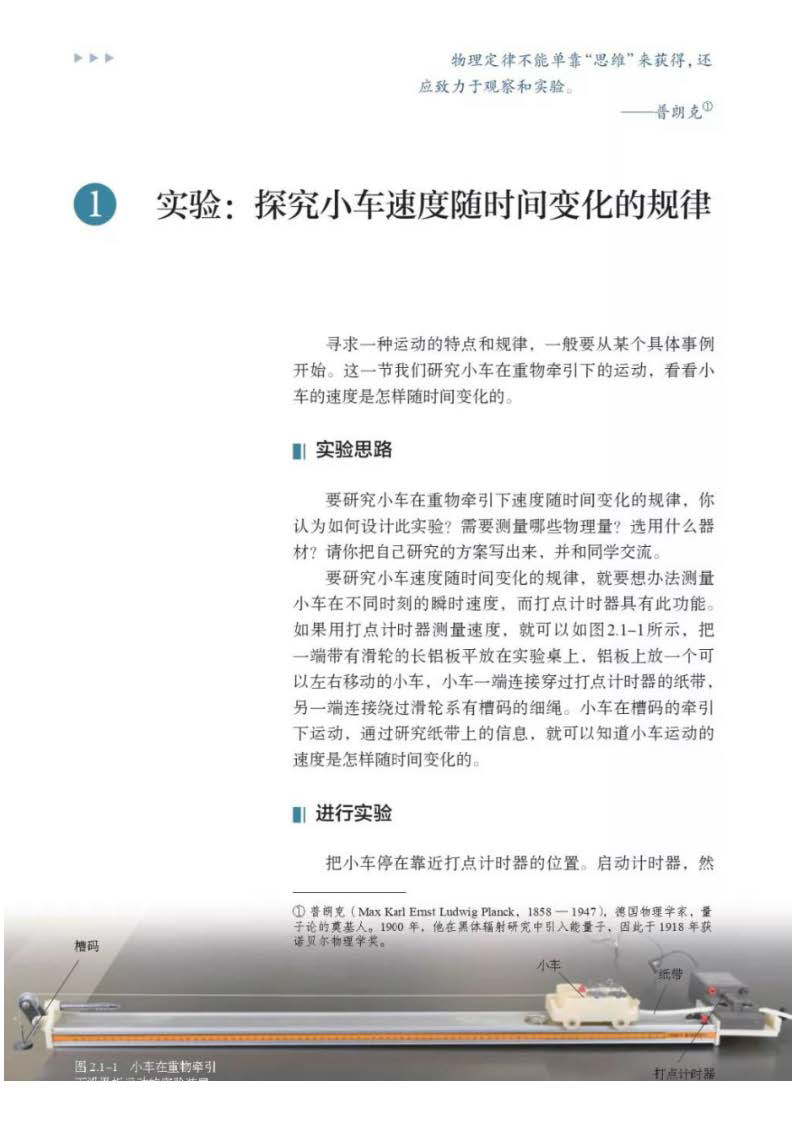 物理定律不能单靠“思维”来获得，还
应致力于观察和实验。
——普朗克①
1 实验：探究小车速度随时间变化的规律
寻求一种运动的特点和规律，一般要从某个具体事例
开始。这一节我们研究小车在重物牵引下的运动，看看小
车的速度是怎样随时间变化的。
实验思路
要研究小车在重物牵引下速度随时间变化的规律，你
认为如何设计此实验？需要测量哪些物理量？选用什么器
材？请你把自己研究的方案写出来，并和同学交流。
要研究小车速度随时间变化的规律，就要想办法测量
小车在不同时刻的瞬时速度，而打点计时器具有此功能。
如果用打点计时器测量速度，就可以如图2.1-1所示，把
一端带有滑轮的长铝板平放在实验桌上，铝板上放一个可
以左右移动的小车，小车一端连接穿过打点计时器的纸带，
另一端连接绕过滑轮系有槽码的细绳。小车在槽码的牵引
下运动，通过研究纸带上的信息，就可以知道小车运动的
速度是怎样随时间变化的。
进行实验
把小车停在靠近打点计时器的位置。启动计时器，然
① 普朗克（Max Karl Ernst Ludwig Planck，1858 — 1947），德国物理学家，量
子论的奠基人。1900 年，他在黑体辐射研究中引入能量子，因此于 1918 年获
诺贝尔物理学奖。
槽码
小车
纸带
图 2.1-1 小车在重物牵引
打点计时器